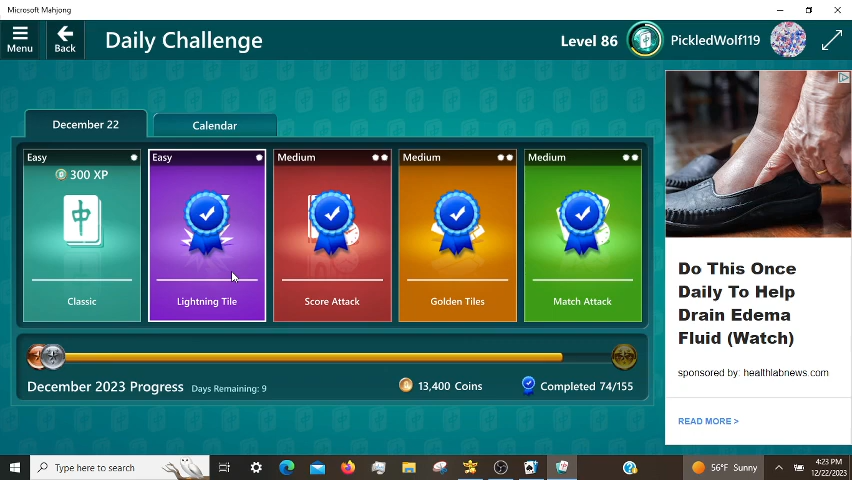 Microsoft Mahjong
Menu
Back
Daily Challenge
Level 86
PickledWolf119
December 22
Calendar
Easy
300 XP
中
Classic
Easy
Lightning Tile
Medium
Score Attack
Medium
Golden Tiles
Medium
Match Attack
December 2023 Progress
Days Remaining: 9
13,400 Coins
Completed 74/155
Do This Once
Daily To Help
Drain Edema
Fluid (Watch)
sponsored by: healthlabnews.com
READ MORE >
Type here to search
56°F Sunny
4:23 PM
12/22/2023